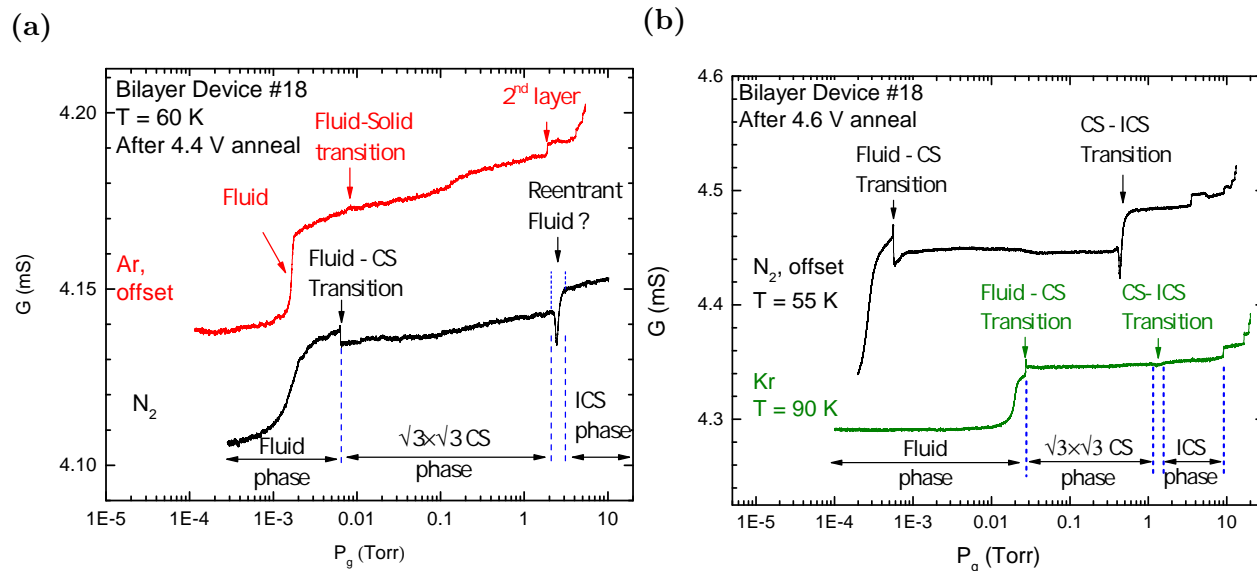 (a)
Bilayer Device #18
T = 60 K
After 4.4 V anneal
2nd layer
Fluid-Solid
transition
Fluid
Reentrant
Fluid ?
Ar,
offset
Fluid - CS
Transition
N2
ICS
phase
Fluid
phase
√3×√3 CS
phase
4.20
4.15
4.10
G (mS)
1E-5 1E-4 1E-3 0.01 0.1 1 10
Pg (Torr)
(b)
Bilayer Device #18
After 4.6 V anneal
CS - ICS
Transition
Fluid - CS
Transition
N2, offset
T = 55 K
Fluid - CS
Transition
CS- ICS
Transition
Kr
T = 90 K
Fluid
phase
√3×√3 CS
phase
ICS
phase
4.6
4.5
4.4
4.3
G (mS)
1E-5 1E-4 1E-3 0.01 0.1 1 10
Pg (Torr)